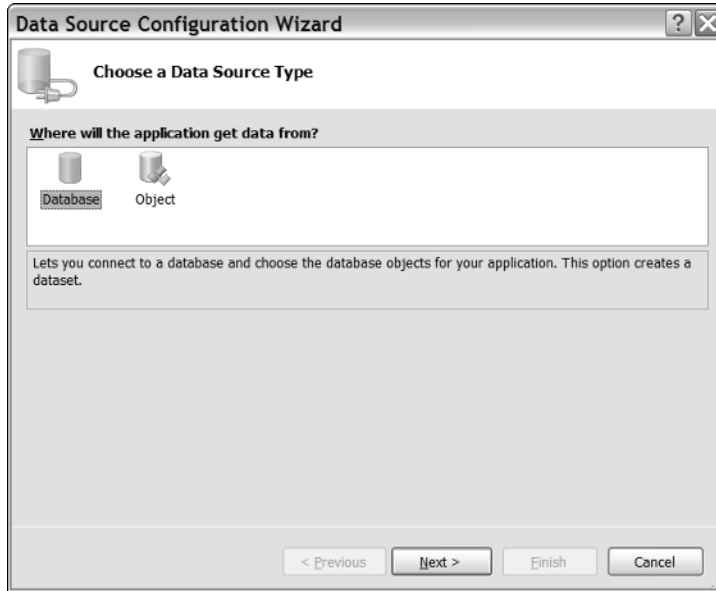 Data Source Configuration Wizard
Choose a Data Source Type
Where will the application get data from?
Database Object
Lets you connect to a database and choose the database objects for your application. This option creates a
dataset.
< Previous Next > Finish Cancel